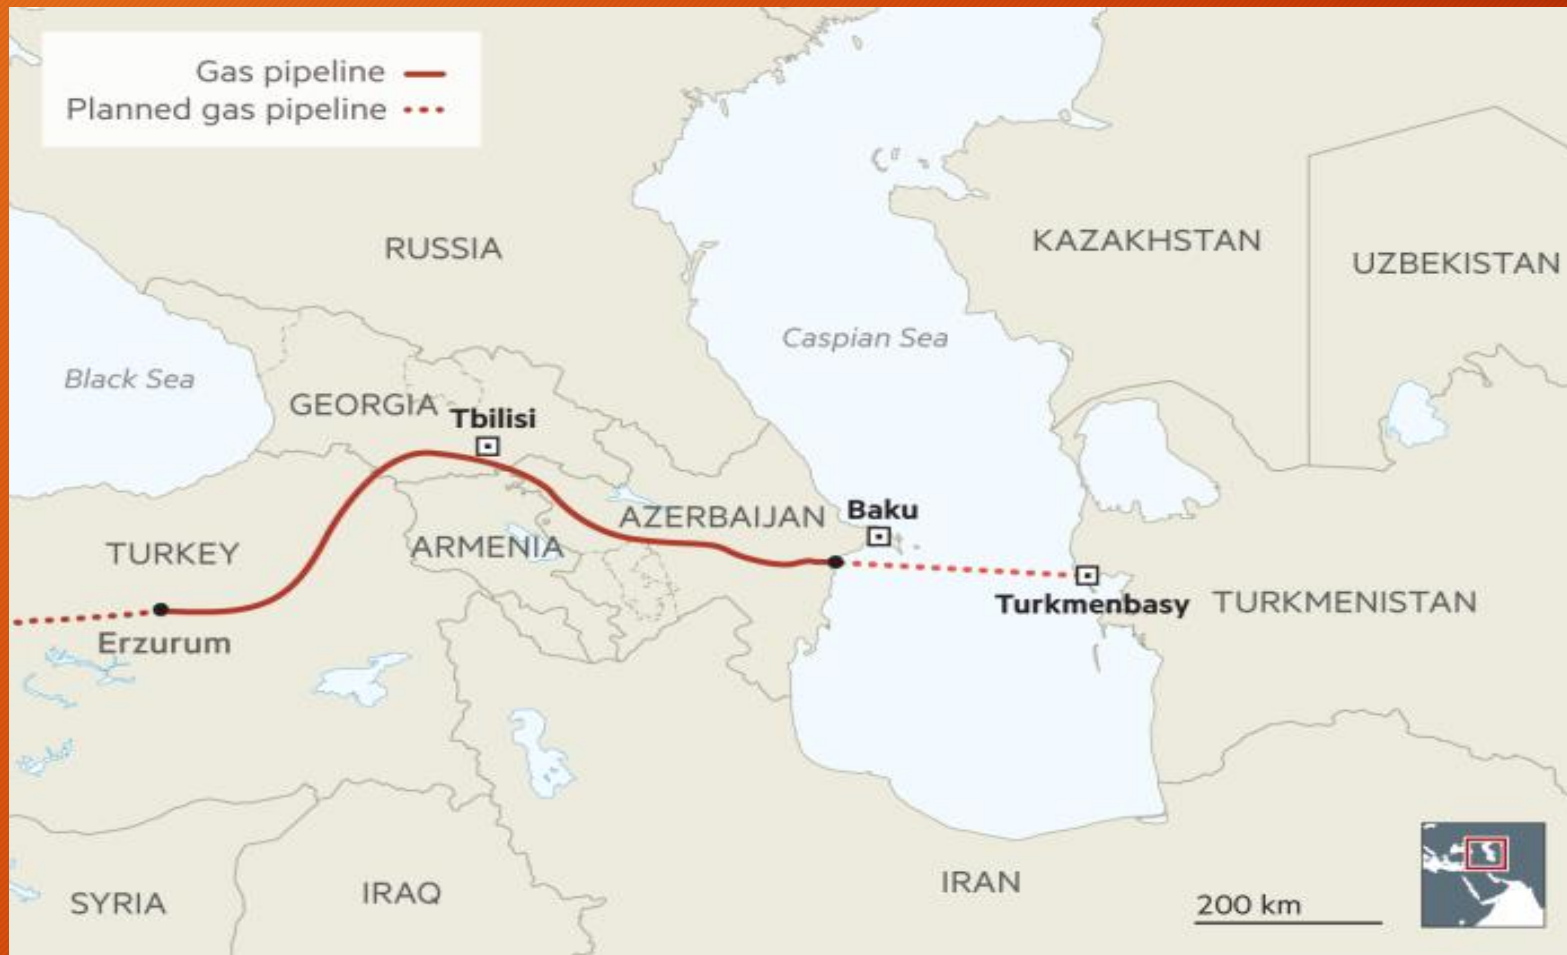 Gas pipeline
Planned gas pipeline
RUSSIA
KAZAKHSTAN
UZBEKISTAN
Caspian Sea
Black Sea
GEORGIA
Tbilisi
AZERBAIJAN
Baku
TURKEY
ARMENIA
Turkmenbasy
TURKMENISTAN
Erzurum
IRAN
SYRIA
IRAQ
200 km